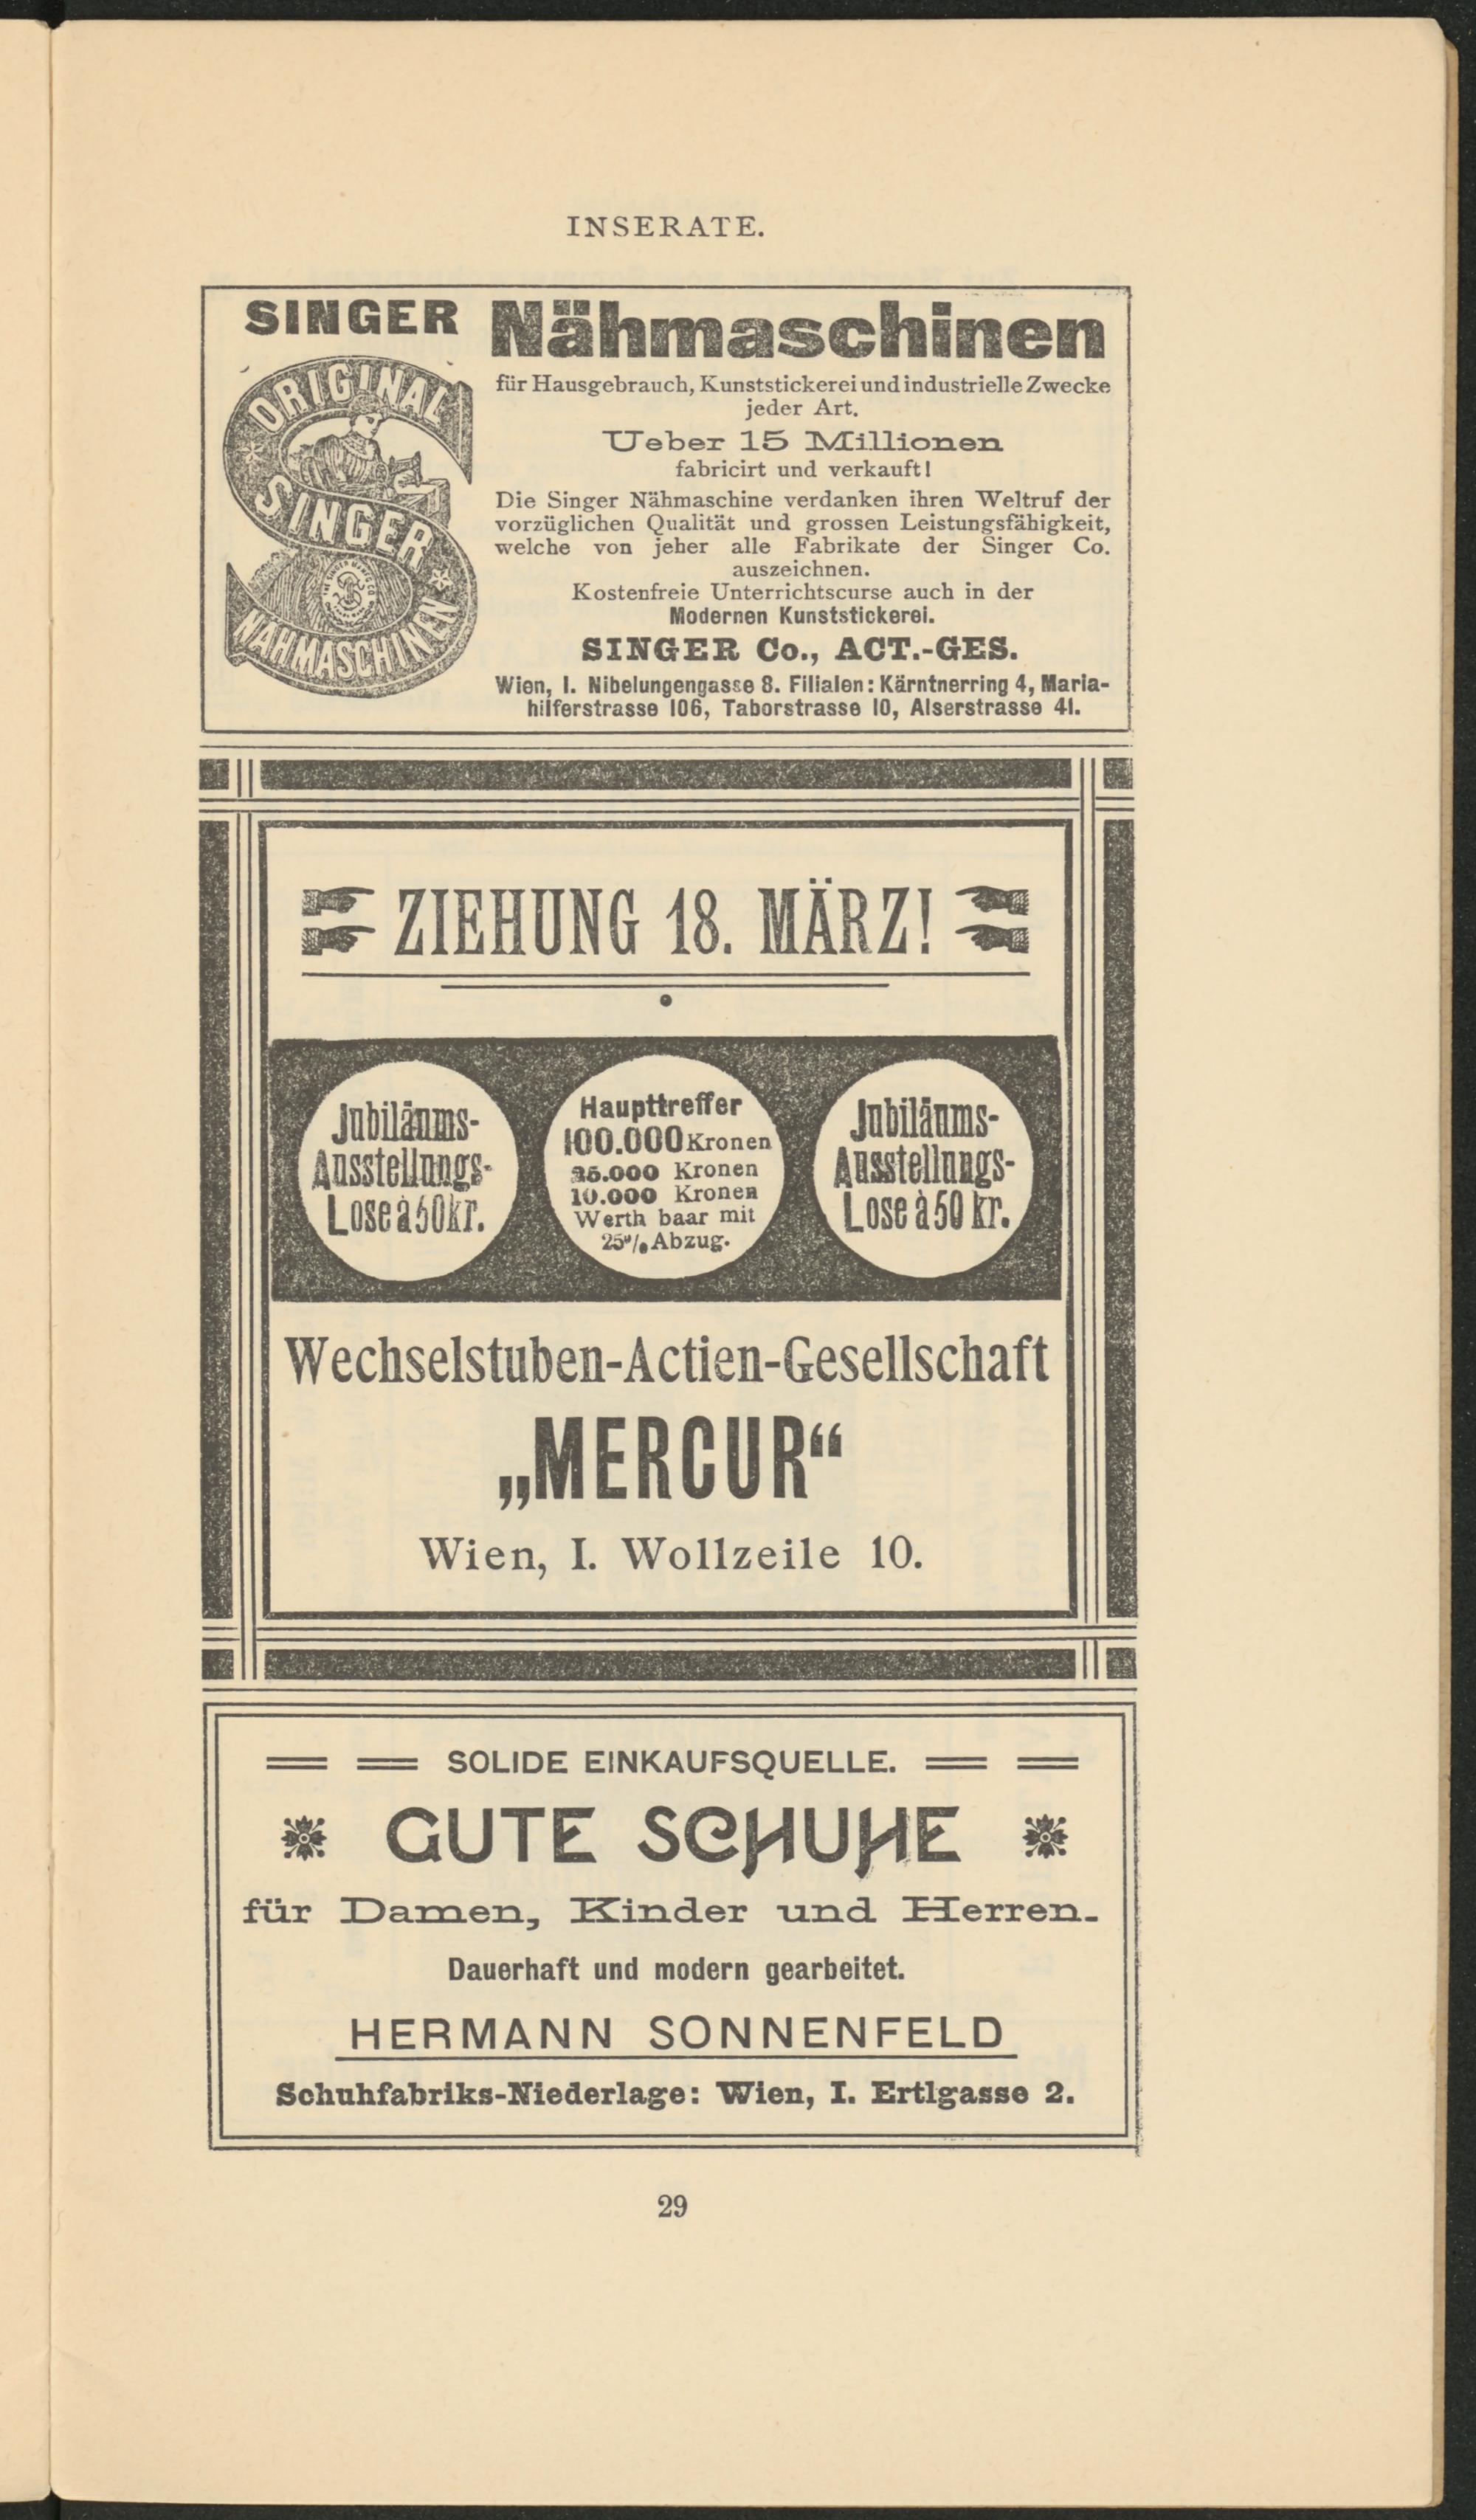 INSERATE.
SINGER Nähmaschinen
ORIGINAL
SINGER
NÄHMASCHINEN
für Hausgebrauch, Kunststickerei und industrielle Zwecke
jeder Art.
Ueber 15 Millionen
fabricirt und verkauft!
Die Singer Nähmaschine verdanken ihren Weltruf der
vorzüglichen Qualität und grossen Leistungsfähigkeit,
welche von jeher alle Fabrikate der Singer Co.
auszeichnen.
Kostenfreie Unterrichtscurse auch in der
Modernen Kunststickerei.
SINGER Co., ACT.-GES.
Wien, I. Nibelungengasse 8. Filialen: Kärntnerring 4, Maria-
hilferstrasse 106, Taborstrasse 10, Alserstrasse 41.
ZIEHUNG 18. MÄRZ!
Jubiläums-
Ausstellungs-
Lose à 50 kr.
Haupttreffer
100.000 Kronen
25.000 Kronen
10.000 Kronen
Werth baar mit
25% Abzug.
Jubiläums-
Ausstellungs-
Lose à 50 kr.
Wechselstuben-Actien-Gesellschaft
„MERCUR“
Wien, I. Wollzeile 10.
SOLIDE EINKAUFSQUELLE.
GUTE SCHUHE
für Damen, Kinder und Herren.
Dauerhaft und modern gearbeitet.
HERMANN SONNENFELD
Schuhfabriks-Niederlage: Wien, I. Ertlgasse 2.
29